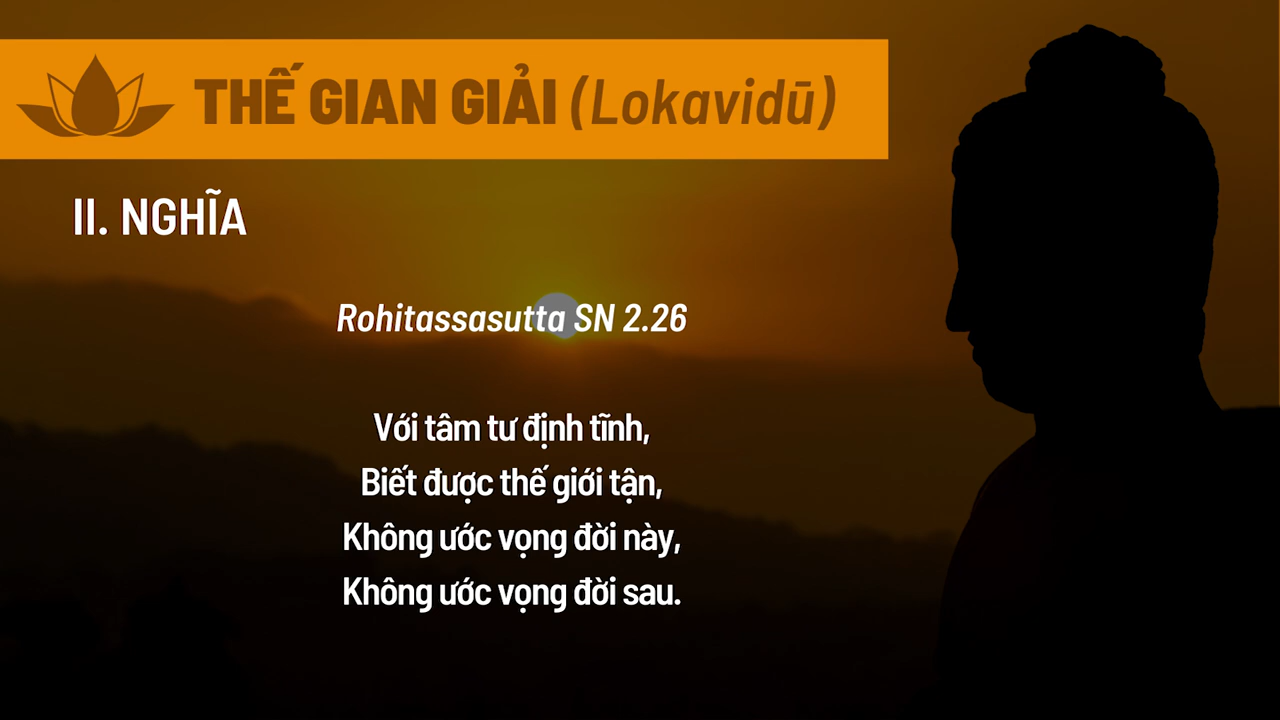 THẾ GIAN GIẢI (Lokavidū)
II. NGHĨA
Rohitassasutta SN 2.26
Với tâm tư định tĩnh,
Biết được thế giới tận,
Không ước vọng đời này,
Không ước vọng đời sau.